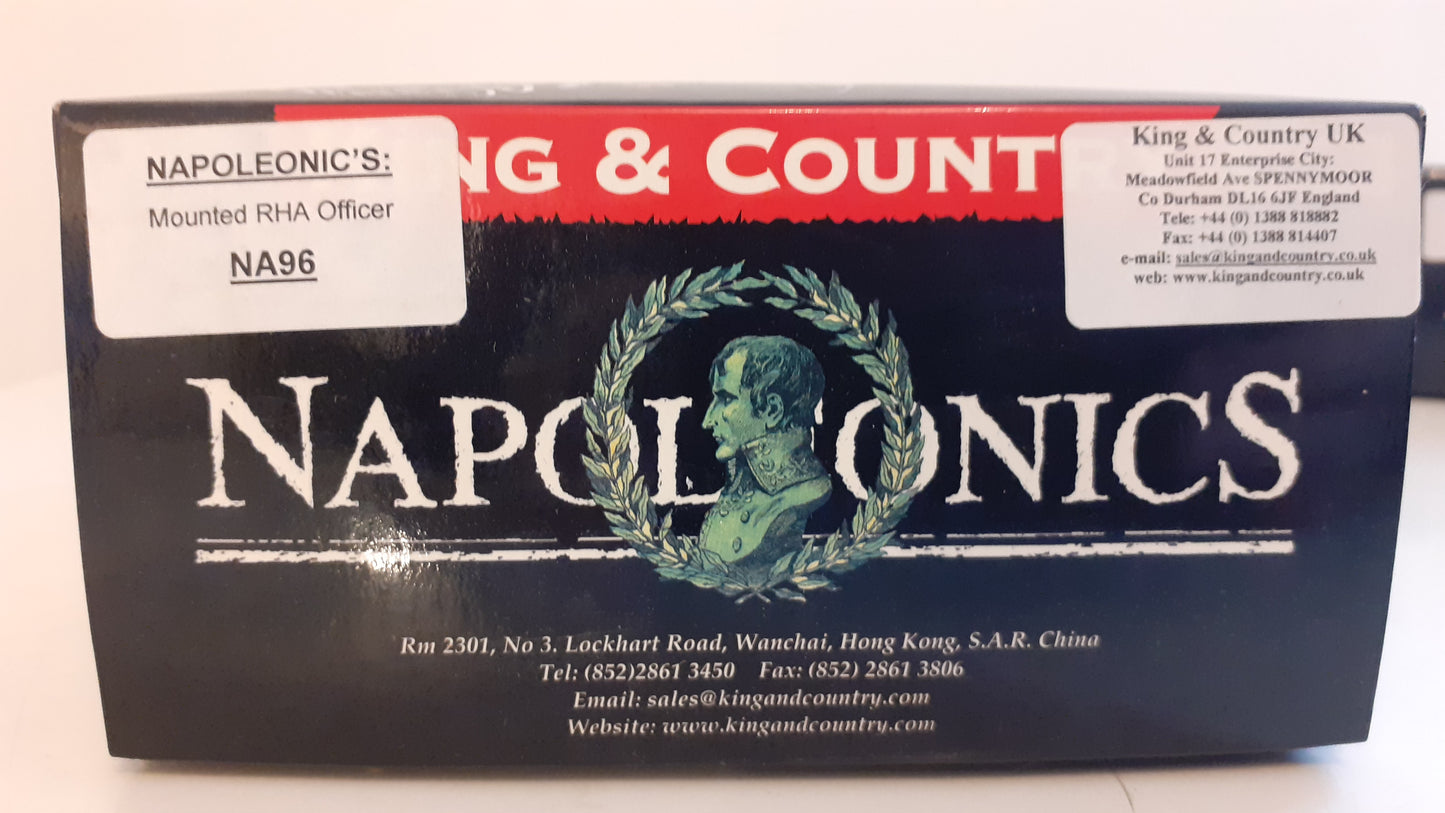 NAPOLEONIC'S:
Mounted RHA Officer
NA96
NG & COUNT
King & Country UK
Unit 17 Enterprise City:
Meadowfield Ave SPENNYMOOR
Co Durham DL16 6JF England
Tele: +44 (0) 1388 818882
Fax: +44 (0) 1388 814407
e-mail: sales@kingandcountry.co.uk
web: www.kingandcountry.co.uk
NAPOLEONICS
Rm 2301, No 3. Lockhart Road, Wanchai, Hong Kong, S.A.R. China
Tel: (852)2861 3450 Fax: (852) 2861 3806
Email: sales@kingandcountry.com
Website: www.kingandcountry.com